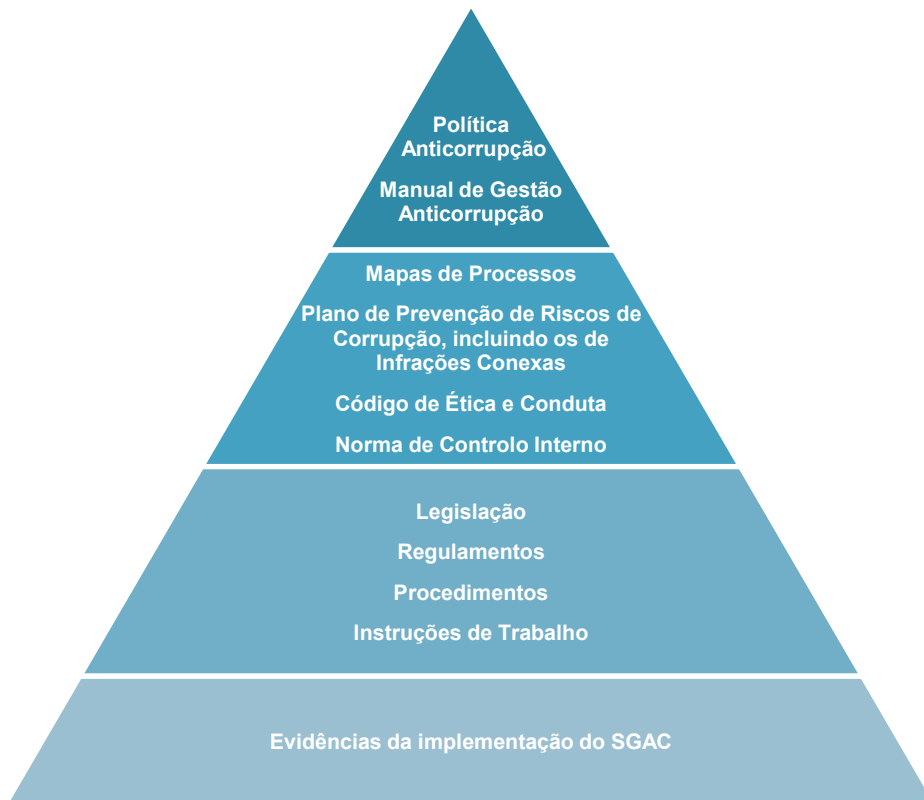 Política
Anticorrupção
Manual de Gestão
Anticorrupção
Mapas de Processos
Plano de Prevenção de Riscos de
Corrupção, incluindo os de
Infrações Conexas
Código de Ética e Conduta
Norma de Controlo Interno
Legislação
Regulamentos
Procedimentos
Instruções de Trabalho
Evidências da implementação do SGAC